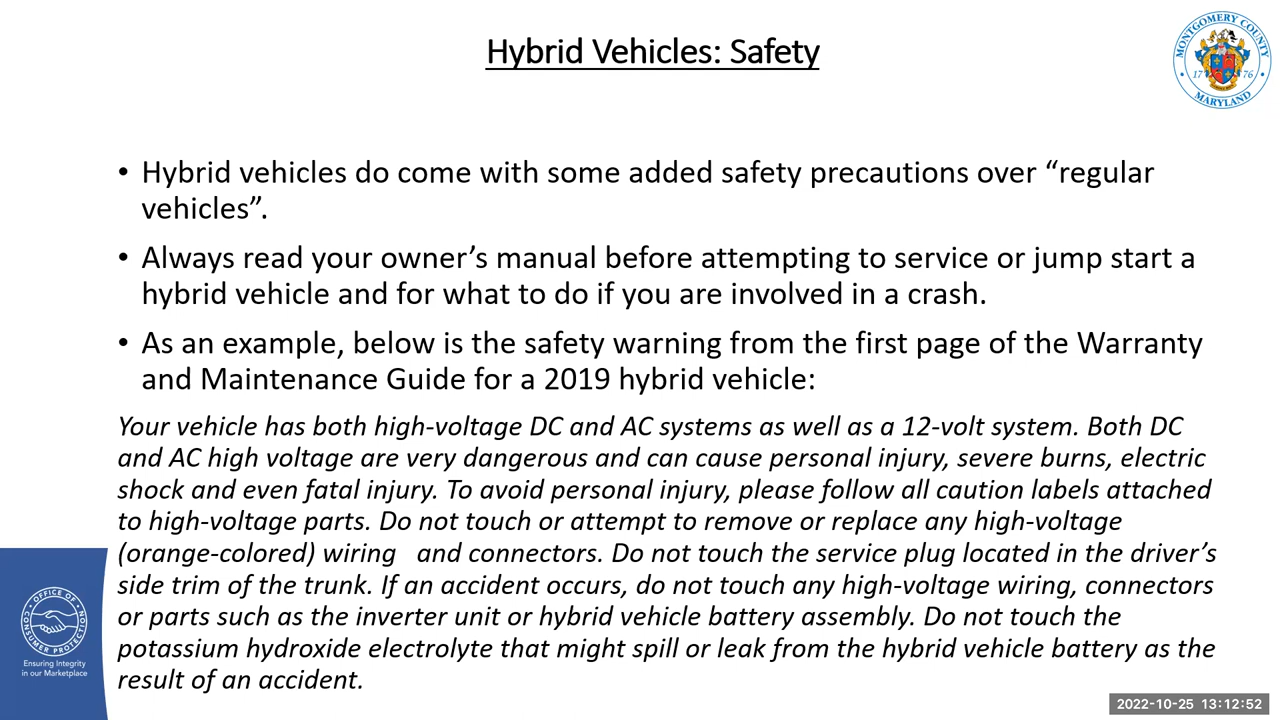 Hybrid Vehicles: Safety
MONTGOMERY COUNTY
17 76
MARYLAND
• Hybrid vehicles do come with some added safety precautions over “regular
vehicles”.
• Always read your owner’s manual before attempting to service or jump start a
hybrid vehicle and for what to do if you are involved in a crash.
• As an example, below is the safety warning from the first page of the Warranty
and Maintenance Guide for a 2019 hybrid vehicle:
Your vehicle has both high-voltage DC and AC systems as well as a 12-volt system. Both DC
and AC high voltage are very dangerous and can cause personal injury, severe burns, electric
shock and even fatal injury. To avoid personal injury, please follow all caution labels attached
to high-voltage parts. Do not touch or attempt to remove or replace any high-voltage
(orange-colored) wiring   and connectors. Do not touch the service plug located in the driver’s
side trim of the trunk. If an accident occurs, do not touch any high-voltage wiring, connectors
or parts such as the inverter unit or hybrid vehicle battery assembly. Do not touch the
potassium hydroxide electrolyte that might spill or leak from the hybrid vehicle battery as the
result of an accident.
OFFICE OF
CONSUMER PROTECTION
Ensuring Integrity
in our Marketplace
2022-10-25 13:12:52